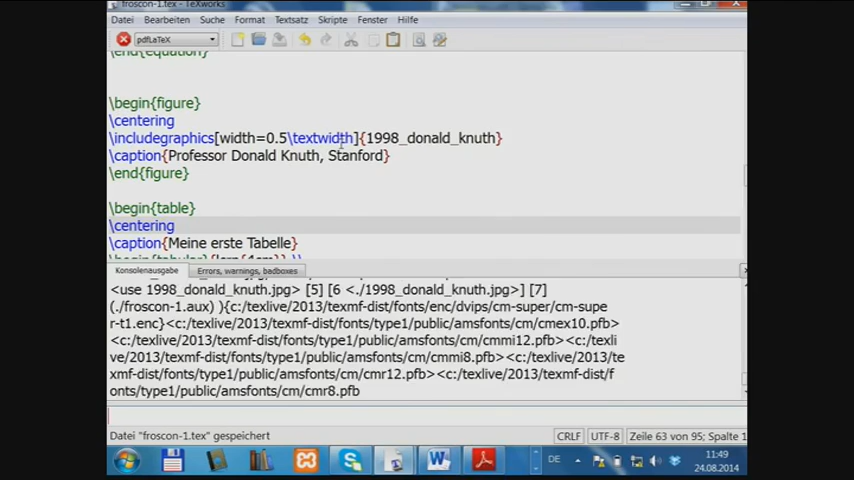 froscon-1.tex - TeXworks
Datei Bearbeiten Suche Format Textsatz Skripte Fenster Hilfe
pdfLaTeX
\end{equation}
\begin{figure}
\centering
\includegraphics[width=0.5\textwidth]{1998_donald_knuth}
\caption{Professor Donald Knuth, Stanford}
\end{figure}
\begin{table}
\centering
\caption{Meine erste Tabelle}
Konsolenausgabe Errors, warnings, badboxes
<use 1998_donald_knuth.jpg> [5] [6 <./1998_donald_knuth.jpg>] [7]
(./froscon-1.aux) ){c:/texlive/2013/texmf-dist/fonts/enc/dvips/cm-super/cm-supe
r-t1.enc}<c:/texlive/2013/texmf-dist/fonts/type1/public/amsfonts/cm/cmex10.pfb>
<c:/texlive/2013/texmf-dist/fonts/type1/public/amsfonts/cm/cmmi12.pfb><c:/texli
ve/2013/texmf-dist/fonts/type1/public/amsfonts/cm/cmmi8.pfb><c:/texlive/2013/te
xmf-dist/fonts/type1/public/amsfonts/cm/cmr12.pfb><c:/texlive/2013/texmf-dist/f
onts/type1/public/amsfonts/cm/cmr8.pfb
Datei "froscon-1.tex" gespeichert CRLF UTF-8 Zeile 63 von 95; Spalte 1
DE 11:49
24.08.2014